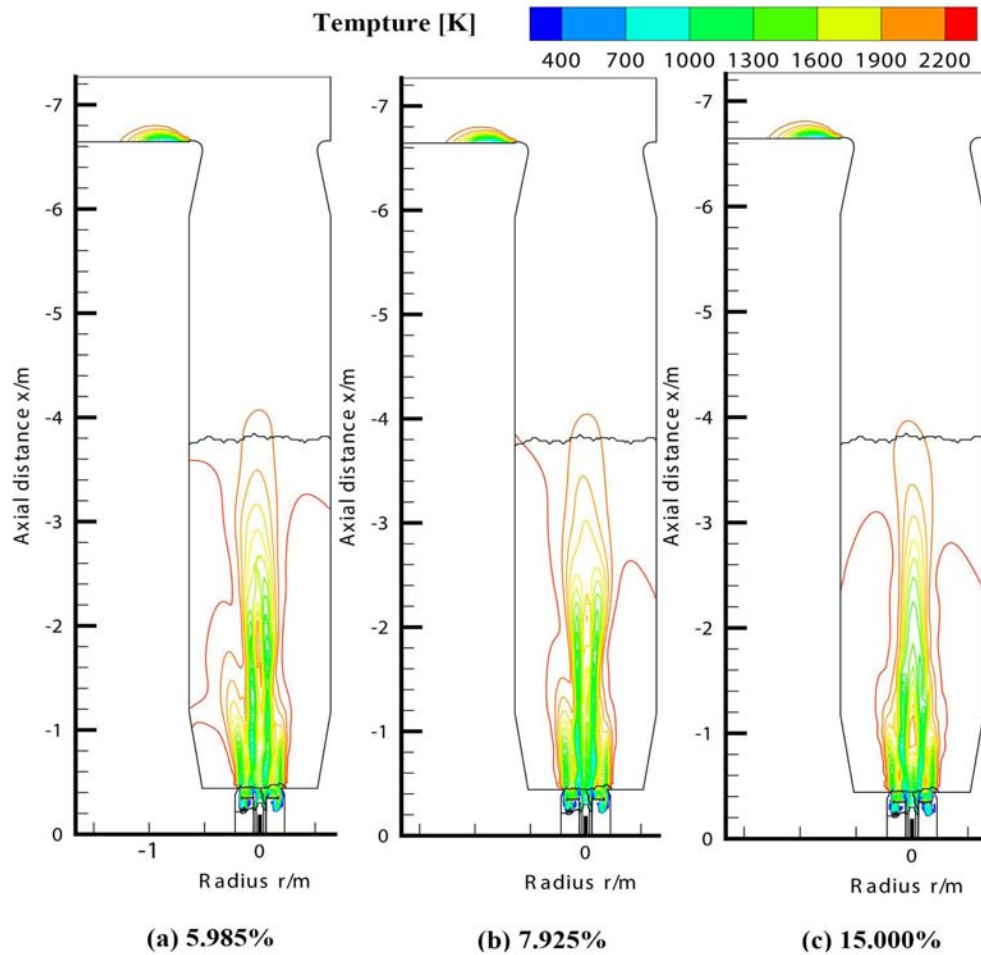 Tempture [K]
400 700 1000 1300 1600 1900 2200
-7
-6
-5
-4
-3
-2
-1
0
Axial distance x/m
-1 0
Radius r/m
(a) 5.985%
-7
-6
-5
-4
-3
-2
-1
0
Axial distance x/m
0
Radius r/m
(b) 7.925%
-7
-6
-5
-4
-3
-2
-1
0
Axial distance x/m
0
Radius r/m
(c) 15.000%